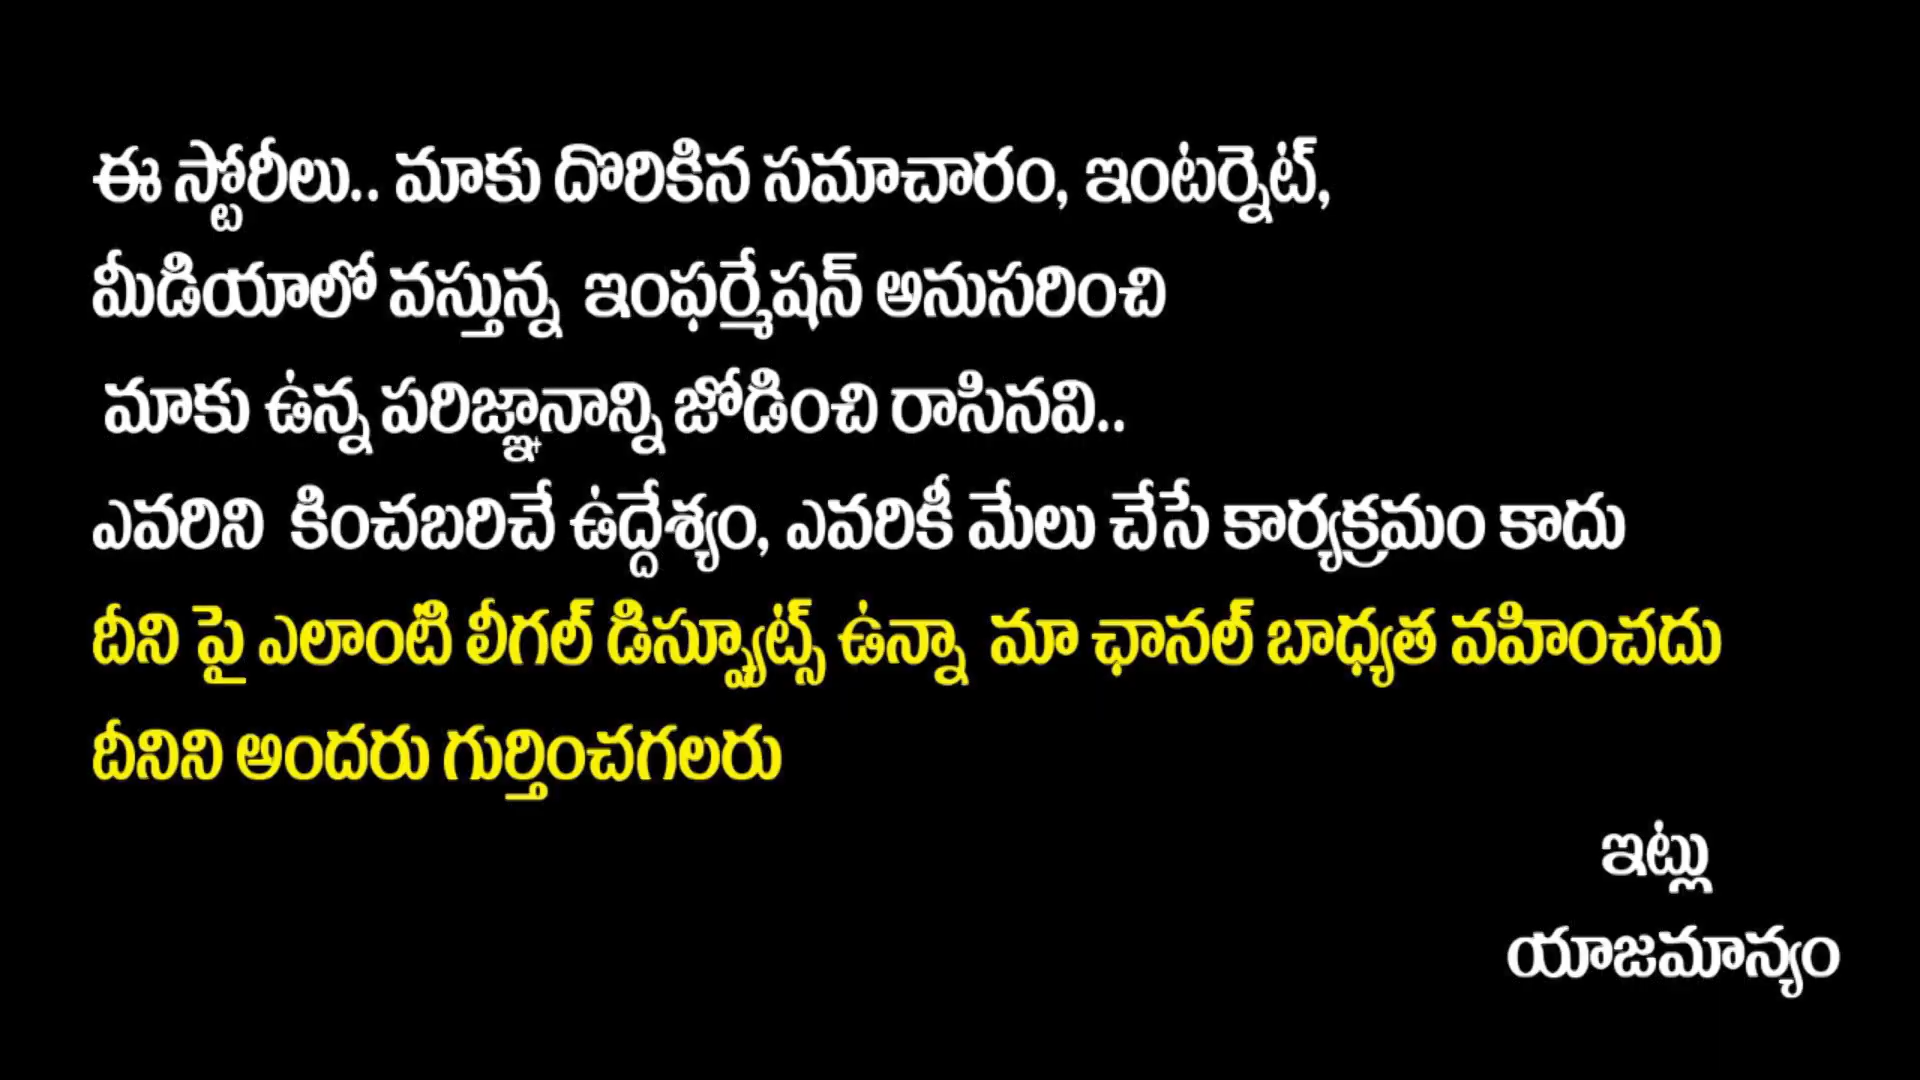 ఈ స్టోరీలు.. మాకు దొరికిన సమాచారం, ఇంటర్నెట్,
మీడియాలో వస్తున్న ఇంఫర్మేషన్ అనుసరించి
మాకు ఉన్న పరిజ్ఞానాన్ని జోడించి రాసినవి..
ఎవరిని కించబరిచే ఉద్దేశ్యం, ఎవరికీ మేలు చేసే కార్యక్రమం కాదు
దీని పై ఎలాంటి లీగల్ డిస్ప్యూట్స్ ఉన్నా మా ఛానల్ బాధ్యత వహించదు
దీనిని అందరు గుర్తించగలరు
ఇట్లు
యాజమాన్యం